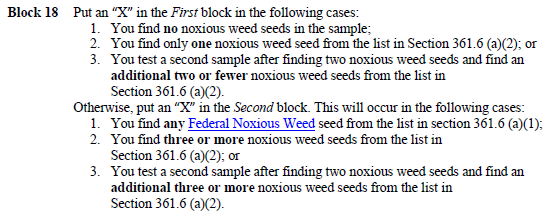 Block 18 Put an "X" in the First block in the following cases:
1. You find no noxious weed seeds in the sample;
2. You find only one noxious weed seed from the list in Section 361.6 (a)(2); or
3. You test a second sample after finding two noxious weed seeds and find an
additional two or fewer noxious weed seeds from the list in
Section 361.6 (a)(2).
Otherwise, put an "X" in the Second block. This will occur in the following cases:
1. You find any Federal Noxious Weed seed from the list in section 361.6 (a)(1);
2. You find three or more noxious weed seeds from the list in
Section 361.6 (a)(2); or
3. You test a second sample after finding two noxious weed seeds and find an
additional three or more noxious weed seeds from the list in
Section 361.6 (a)(2).